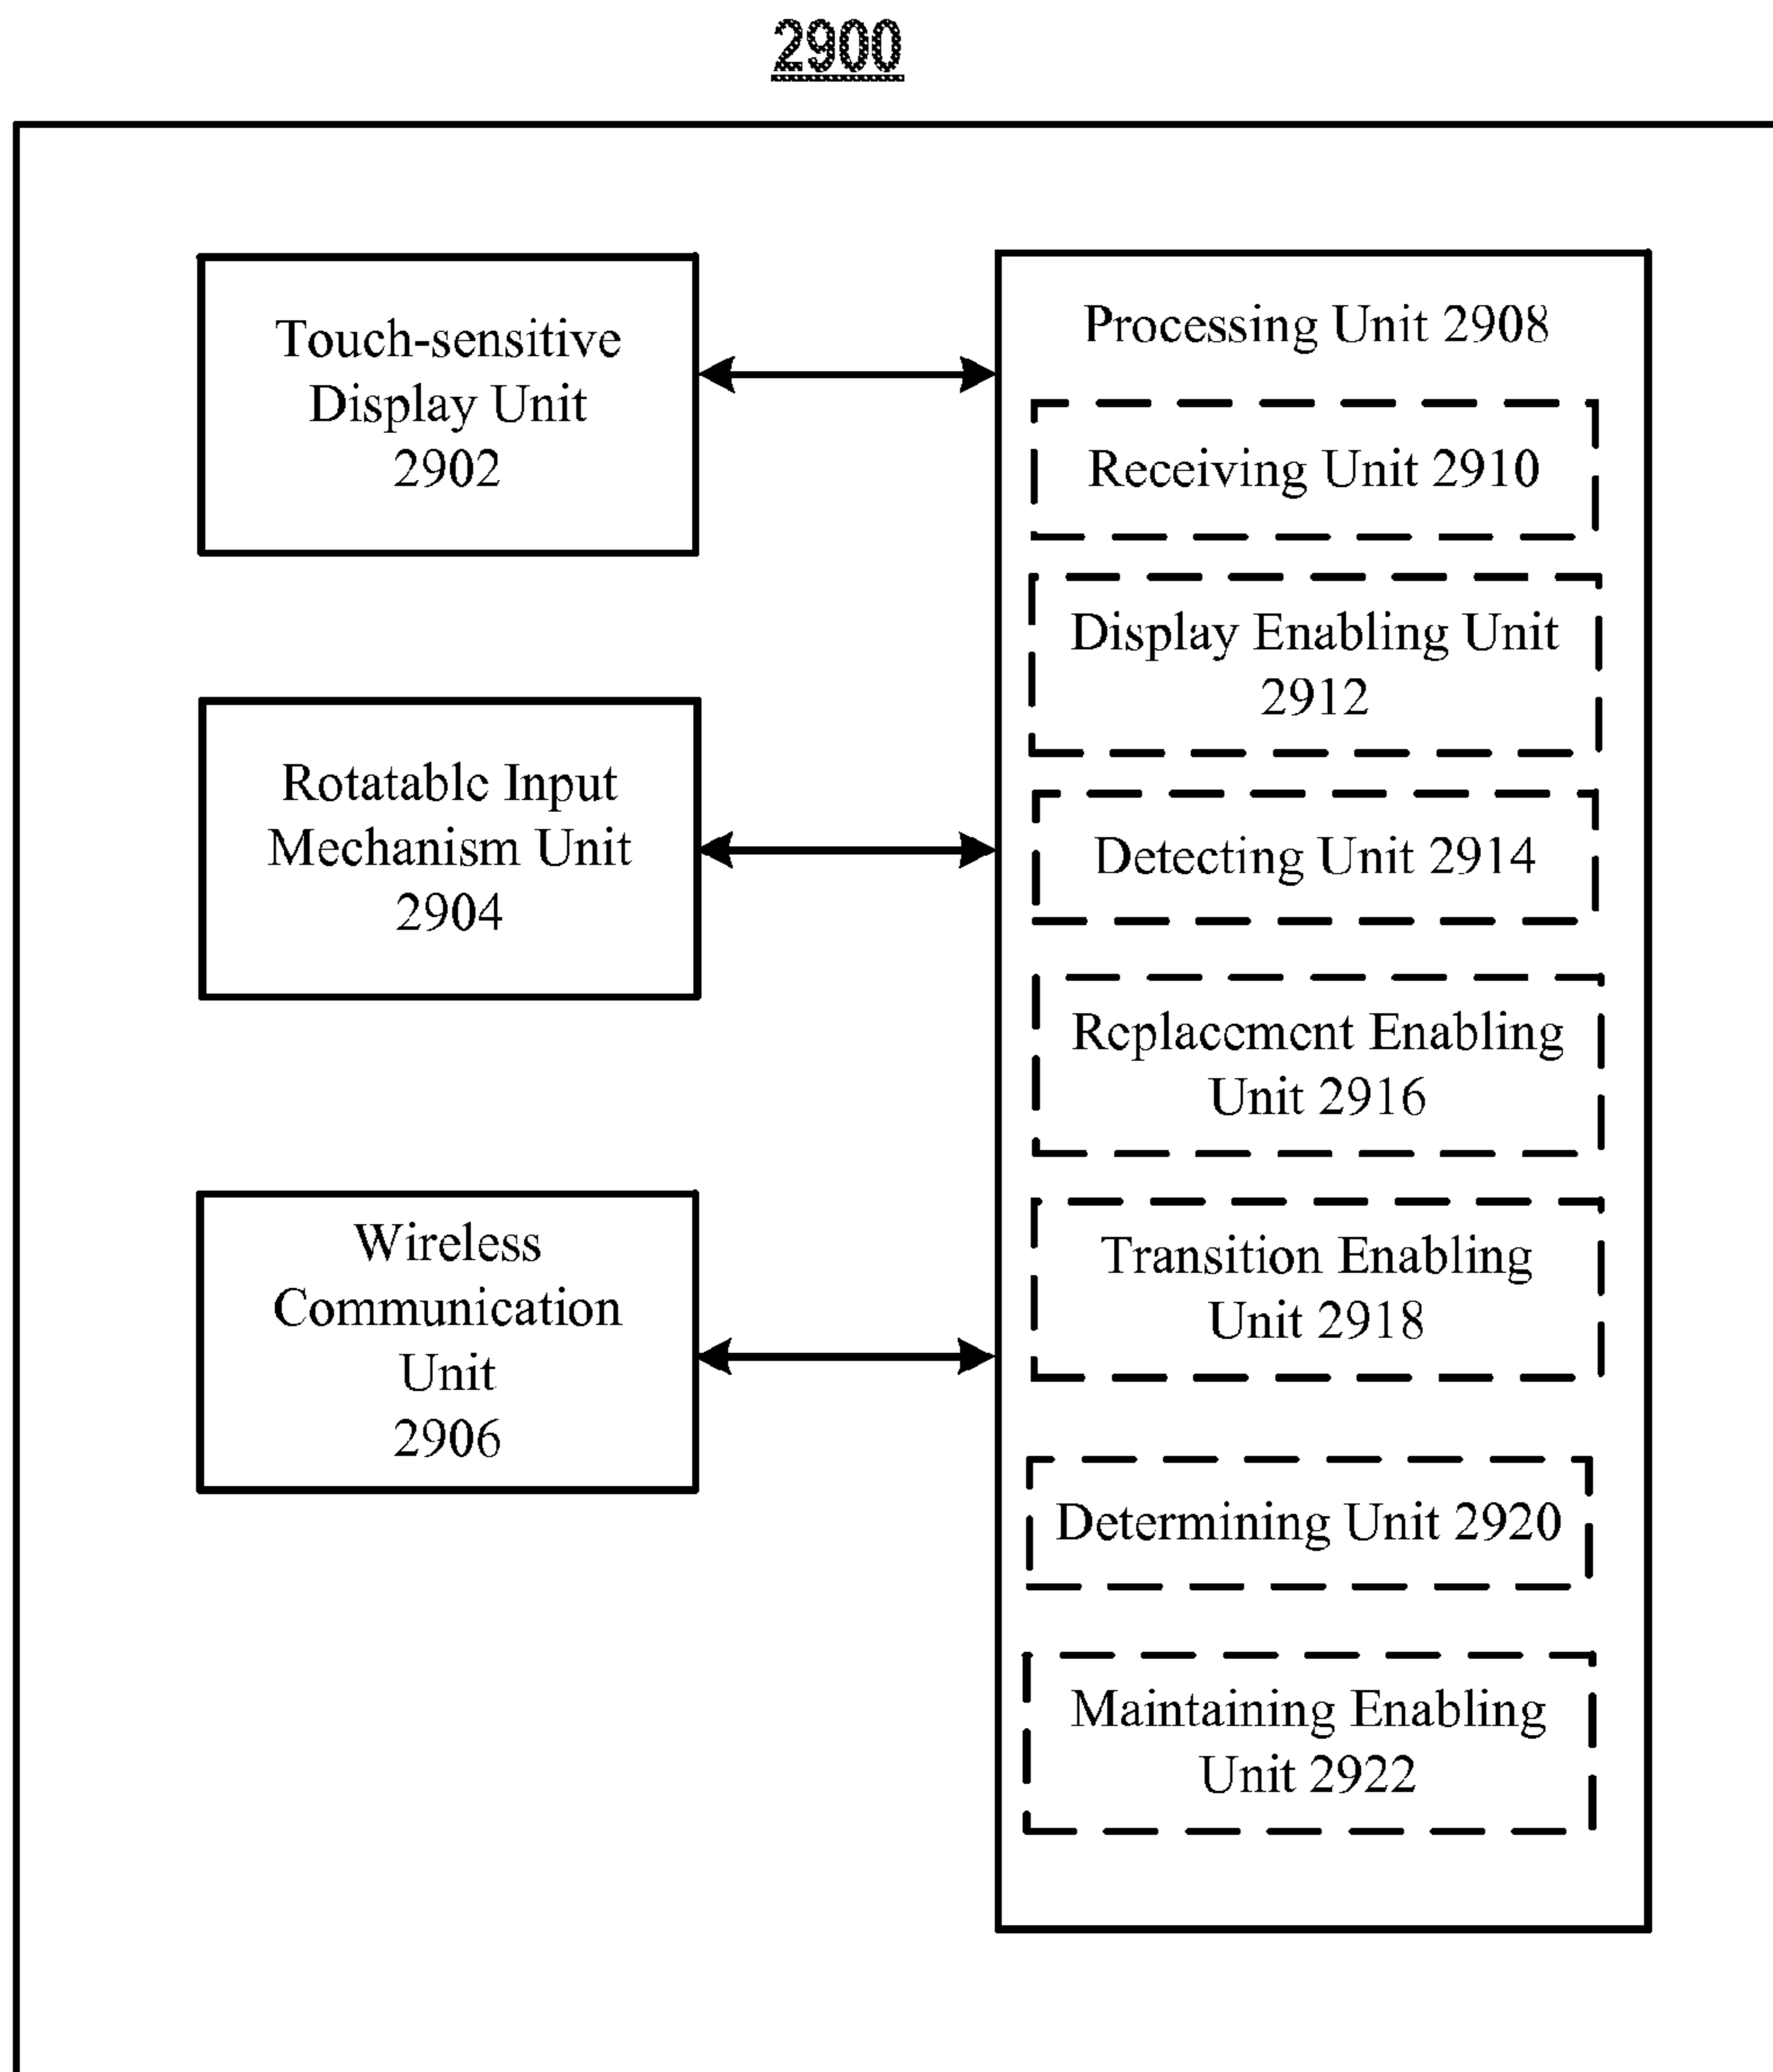 2900
Touch-sensitive
Display Unit
2902
Rotatable Input
Mechanism Unit
2904
Wireless
Communication
Unit
2906
Processing Unit 2908
Receiving Unit 2910
Display Enabling Unit
2912
Detecting Unit 2914
Replacement Enabling
Unit 2916
Transition Enabling
Unit 2918
Determining Unit 2920
Maintaining Enabling
Unit 2922